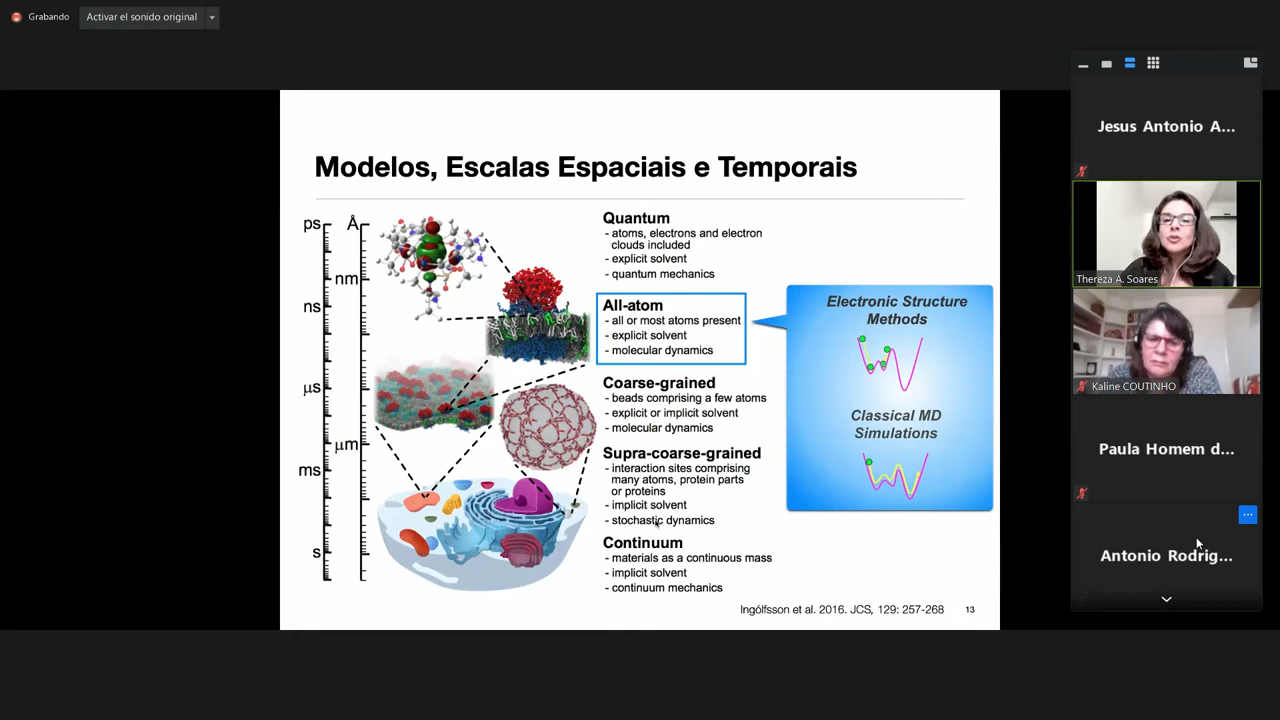 Grabando
Activar el sonido original
Modelos, Escalas Espaciais e Temporais
ps
Å
nm
ns
μs
μm
ms
s
Quantum
- atoms, electrons and electron
clouds included
- explicit solvent
- quantum mechanics
All-atom
- all or most atoms present
- explicit solvent
- molecular dynamics
Coarse-grained
- beads comprising a few atoms
- explicit or implicit solvent
- molecular dynamics
Supra-coarse-grained
- interaction sites comprising
many atoms, protein parts
or proteins
- implicit solvent
- stochastic dynamics
Continuum
- materials as a continuous mass
- implicit solvent
- continuum mechanics
Electronic Structure
Methods
Classical MD
Simulations
Ingólfsson et al. 2016. JCS, 129: 257-268
13
Jesus Antonio A...
Thereza A. Soares
Kaline COUTINHO
Paula Homem d...
Antonio Rodrig...